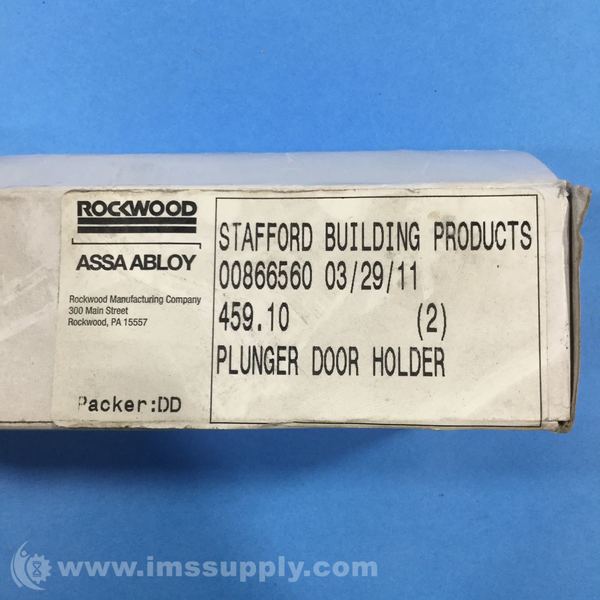 ROCKWOOD
ASSA ABLOY
Rockwood Manufacturing Company
300 Main Street
Rockwood, PA 15557
Packer:DD
STAFFORD BUILDING PRODUCTS
00866560 03/29/11
459.10 (2)
PLUNGER DOOR HOLDER
www.imssupply.com